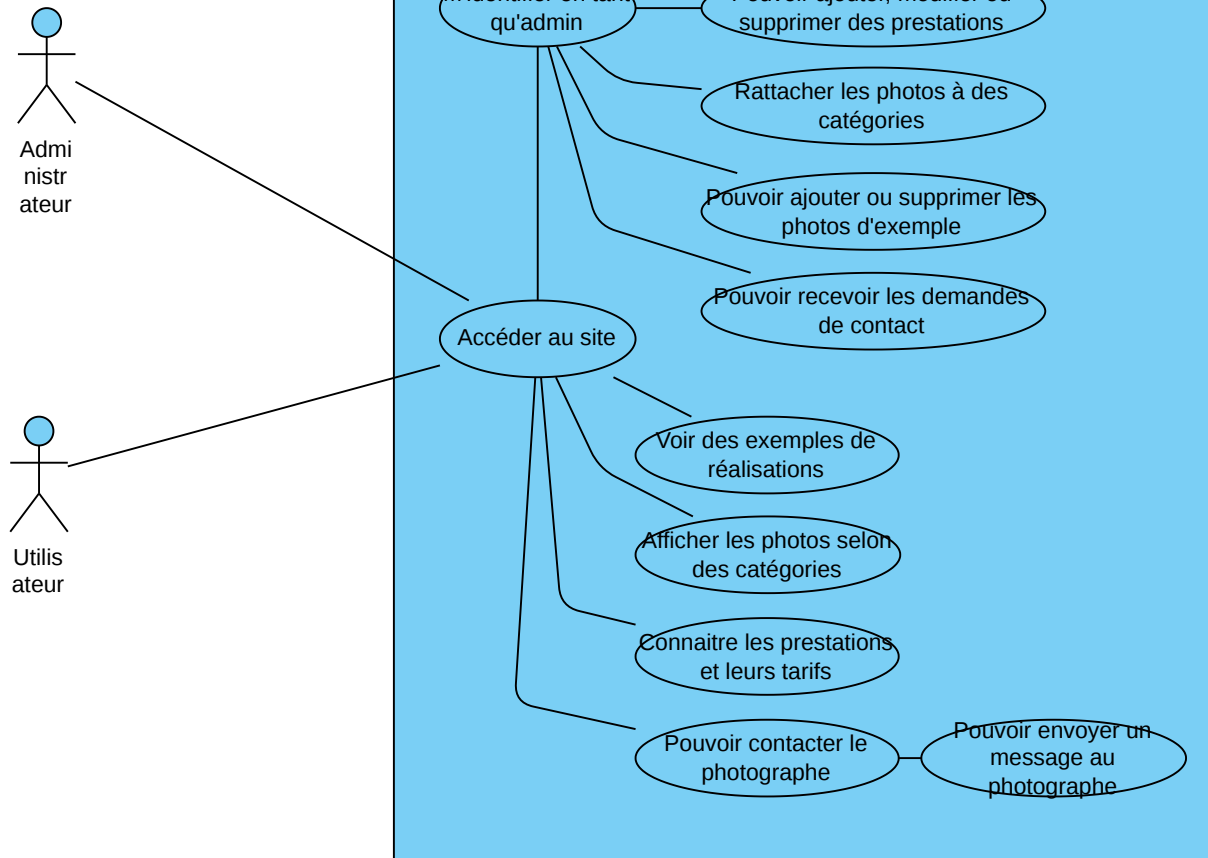 qu'admin
supprimer des prestations
Rattacher les photos à des
catégories
Admi
nistr
ateur
Pouvoir ajouter ou supprimer les
photos d'exemple
Pouvoir recevoir les demandes
de contact
Accéder au site
Voir des exemples de
réalisations
Afficher les photos selon
des catégories
Utilis
ateur
Connaitre les prestations
et leurs tarifs
Pouvoir contacter le
photographe
Pouvoir envoyer un
message au
photographe